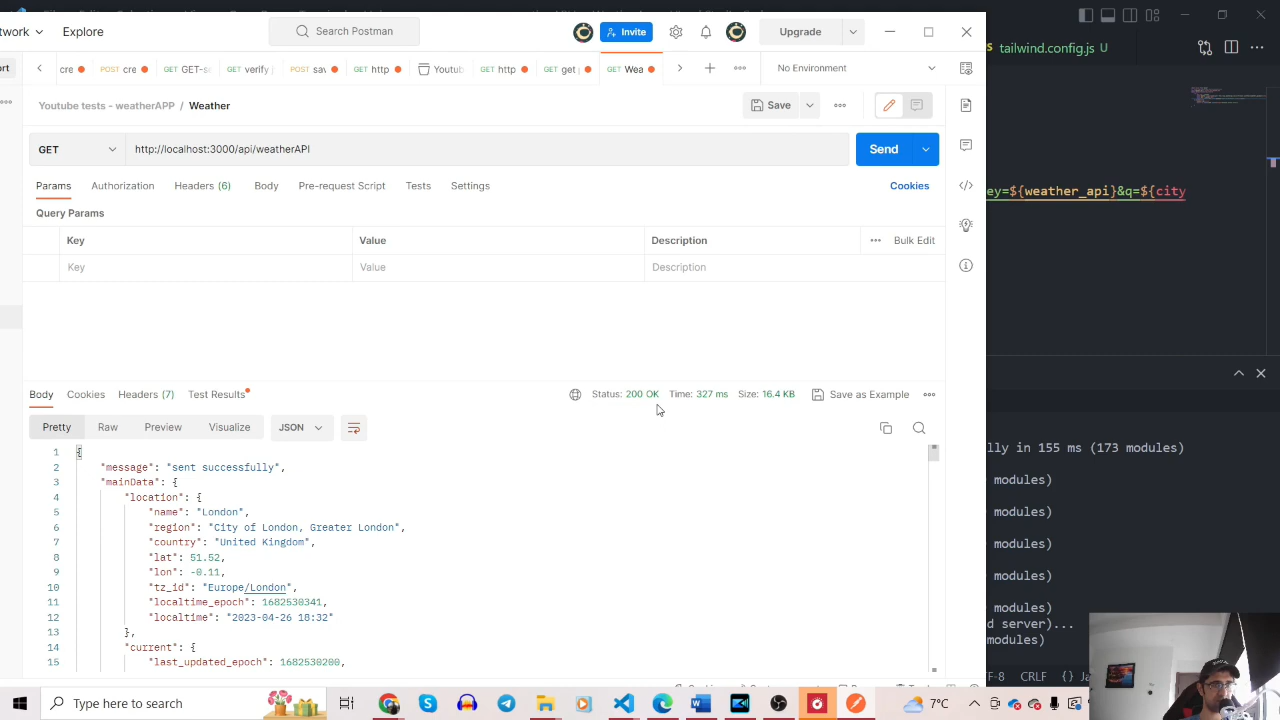 twork
Explore
Search Postman
Invite
Upgrade
tailwind.config.js U
ort
cre
POST cre
GET GET-s
verify
POST sav
GET http
Youtub
GET http
GET get
GET Wea
No Environment
Youtube tests - weatherAPP / Weather
Save
GET
http://localhost:3000/api/weatherAPI
Send
Params
Authorization
Headers (6)
Body
Pre-request Script
Tests
Settings
Cookies
ey=${weather_api}&q=${city
Query Params
Key
Value
Description
Bulk Edit
Key
Value
Description
Body
Cookies
Headers (7)
Test Results
Status: 200 OK
Time: 327 ms
Size: 16.4 KB
Save as Example
Pretty
Raw
Preview
Visualize
JSON
1 {
2 "message": "sent successfully",
3 "mainData": {
4 "location": {
5 "name": "London",
6 "region": "City of London, Greater London",
7 "country": "United Kingdom",
8 "lat": 51.52,
9 "lon": -0.11,
10 "tz_id": "Europe/London",
11 "localtime_epoch": 1682530341,
12 "localtime": "2023-04-26 18:32"
13 },
14 "current": {
15 "last_updated_epoch": 1682530200,
lly in 155 ms (173 modules)
modules)
modules)
modules)
modules)
modules)
d server)...
modules)
F-8 CRLF {} Ja
Type here to search
7°C